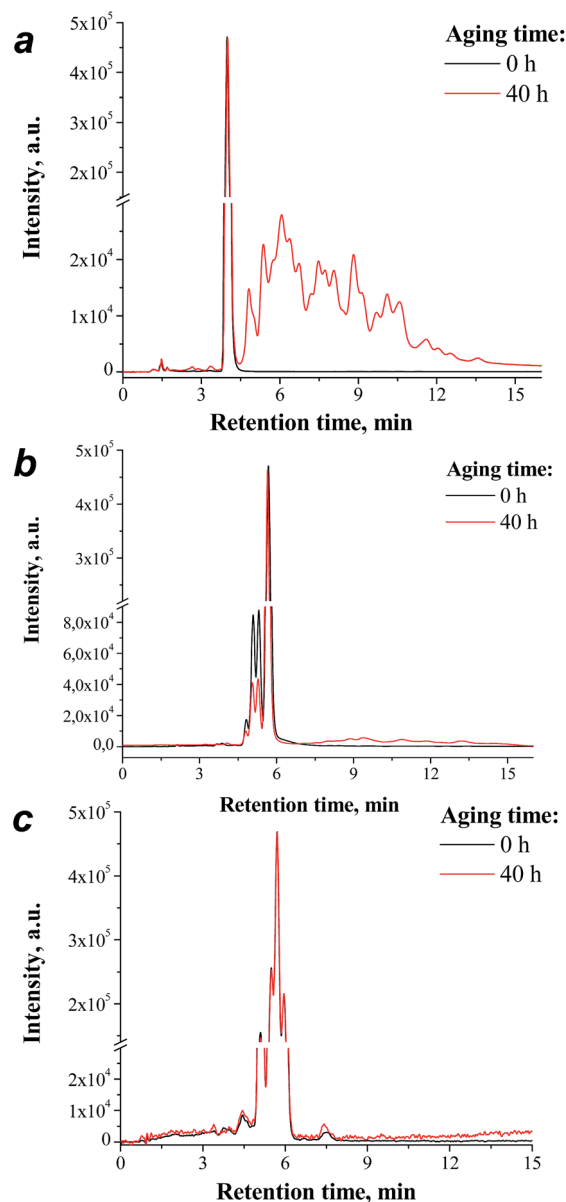 a
Aging time:
0 h
40 h
5x10⁵
4x10⁵
3x10⁵
2x10⁵
2x10⁴
1x10⁴
0
Intensity, a.u.
0 3 6 9 12 15
Retention time, min
b
Aging time:
0 h
40 h
5x10⁵
4x10⁵
3x10⁵
8,0x10⁴
6,0x10⁴
4,0x10⁴
2,0x10⁴
0,0
Intensity, a.u.
0 3 6 9 12 15
Retention time, min
c
Aging time:
0 h
40 h
5x10⁵
4x10⁵
3x10⁵
2x10⁵
2x10⁴
1x10⁴
0
Intensity, a.u.
0 3 6 9 12 15
Retention time, min